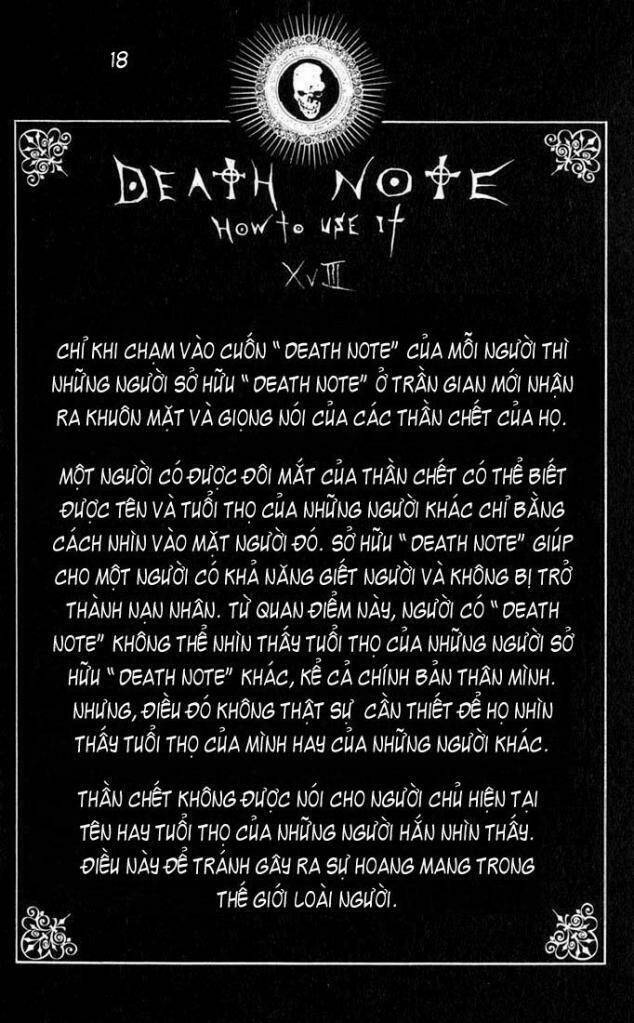 18
DEATH NOTE
HOW to USE IT
XVIII
CHỈ KHI CHẠM VÀO CUỐN “ DEATH NOTE” CỦA MỖI NGƯỜI THÌ
NHỮNG NGƯỜI SỞ HỮU “ DEATH NOTE” Ở TRẦN GIAN MỚI NHẬN
RA KHUÔN MẶT VÀ GIỌNG NÓI CỦA CÁC THẦN CHẾT CỦA HỌ.
MỘT NGƯỜI CÓ ĐƯỢC ĐÔI MẮT CỦA THẦN CHẾT CÓ THỂ BIẾT
ĐƯỢC TÊN VÀ TUỔI THỌ CỦA NHỮNG NGƯỜI KHÁC CHỈ BẰNG
CÁCH NHÌN VÀO MẶT NGƯỜI ĐÓ. SỞ HỮU “ DEATH NOTE” GIÚP
CHO MỘT NGƯỜI CÓ KHẢ NĂNG GIẾT NGƯỜI VÀ KHÔNG BỊ TRỞ
THÀNH NẠN NHÂN. TỪ QUAN ĐIỂM NÀY, NGƯỜI CÓ “ DEATH
NOTE” KHÔNG THỂ NHÌN THẤY TUỔI THỌ CỦA NHỮNG NGƯỜI SỞ
HỮU “ DEATH NOTE” KHÁC, KỂ CẢ CHÍNH BẢN THÂN MÌNH.
NHƯNG, ĐIỀU ĐÓ KHÔNG THẬT SỰ CẦN THIẾT ĐỂ HỌ NHÌN
THẤY TUỔI THỌ CỦA MÌNH HAY CỦA NHỮNG NGƯỜI KHÁC.
THẦN CHẾT KHÔNG ĐƯỢC NÓI CHO NGƯỜI CHỦ HIỆN TẠI
TÊN HAY TUỔI THỌ CỦA NHỮNG NGƯỜI HẮN NHÌN THẤY.
ĐIỀU NÀY ĐỂ TRÁNH GÂY RA SỰ HOANG MANG TRONG
THẾ GIỚI LOÀI NGƯỜI.